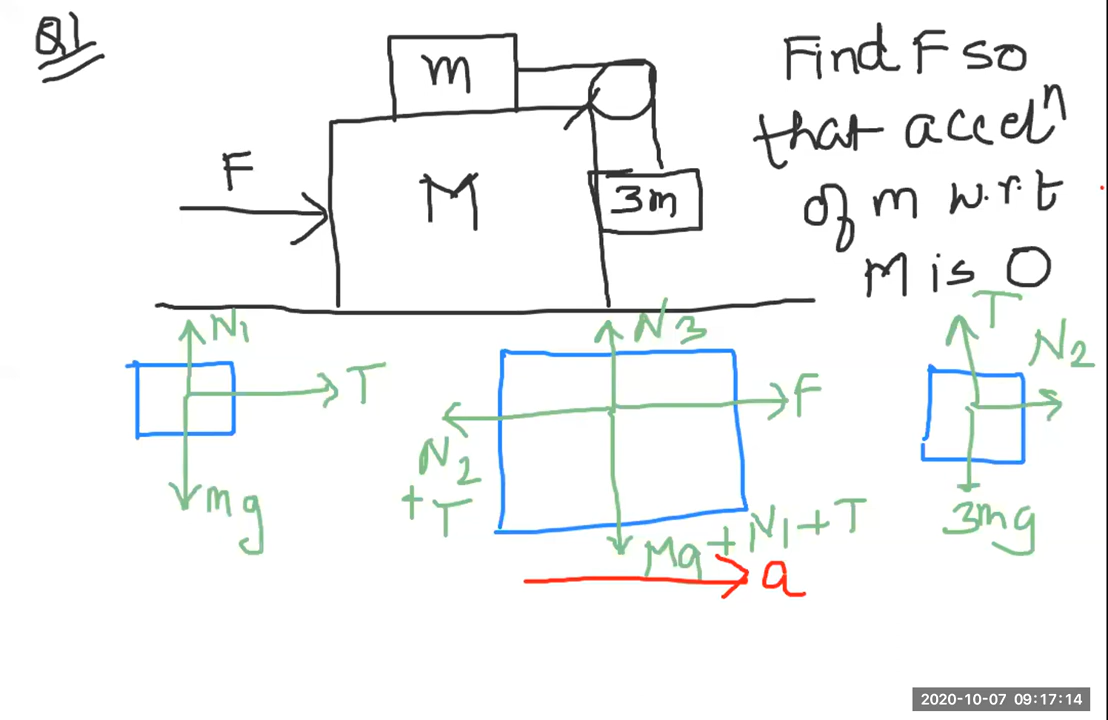 Q1
m
Find F so
that accelⁿ
F
M
3m
of m w.r.t
M is 0
N₁
T
mg
N₃
F
N₂
+ T
Mg + N₁ + T
a
T
N₂
3mg
2020-10-07 09:17:14